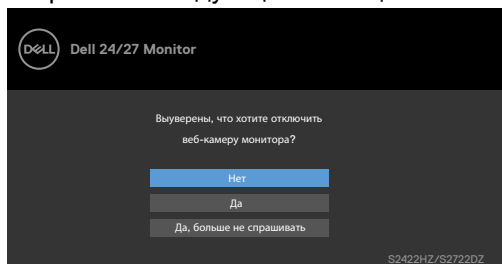 DELL
Dell 24/27 Monitor
Выуверены, что хотите отключить
веб-камеру монитора?
Нет
Да
Да, больше не спрашивать
S2422HZ/S2722DZ